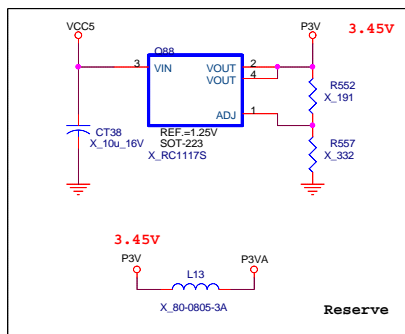 VCC5
P3V
3.45V
Q88
3
VIN
VOUT
2
VOUT
4
ADJ
1
R552
X_191
CT38
X_10u_16V
REF.=1.25V
SOT-223
X_RC1117S
R557
X_332
3.45V
P3V
P3VA
L13
X_80-0805-3A
Reserve